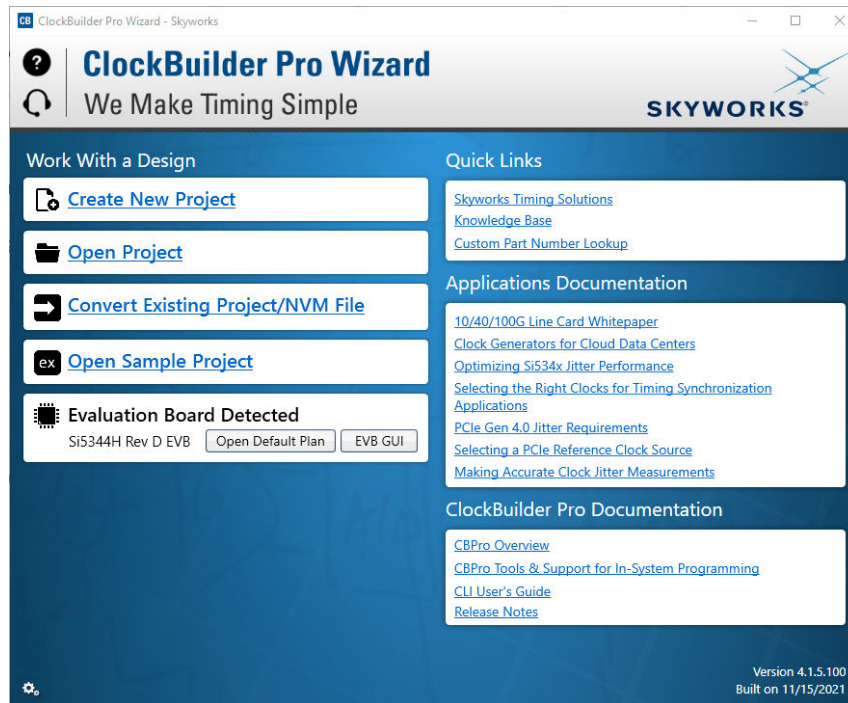 CB ClockBuilder Pro Wizard - Skyworks
?
ClockBuilder Pro Wizard
We Make Timing Simple
SKYWORKS®
Work With a Design
Create New Project
Open Project
Convert Existing Project/NVM File
ex Open Sample Project
Evaluation Board Detected
Si5344H Rev D EVB Open Default Plan EVB GUI
Quick Links
Skyworks Timing Solutions
Knowledge Base
Custom Part Number Lookup
Applications Documentation
10/40/100G Line Card Whitepaper
Clock Generators for Cloud Data Centers
Optimizing Si534x Jitter Performance
Selecting the Right Clocks for Timing Synchronization
Applications
PCIe Gen 4.0 Jitter Requirements
Selecting a PCIe Reference Clock Source
Making Accurate Clock Jitter Measurements
ClockBuilder Pro Documentation
CBPro Overview
CBPro Tools & Support for In-System Programming
CLI User's Guide
Release Notes
Version 4.1.5.100
Built on 11/15/2021